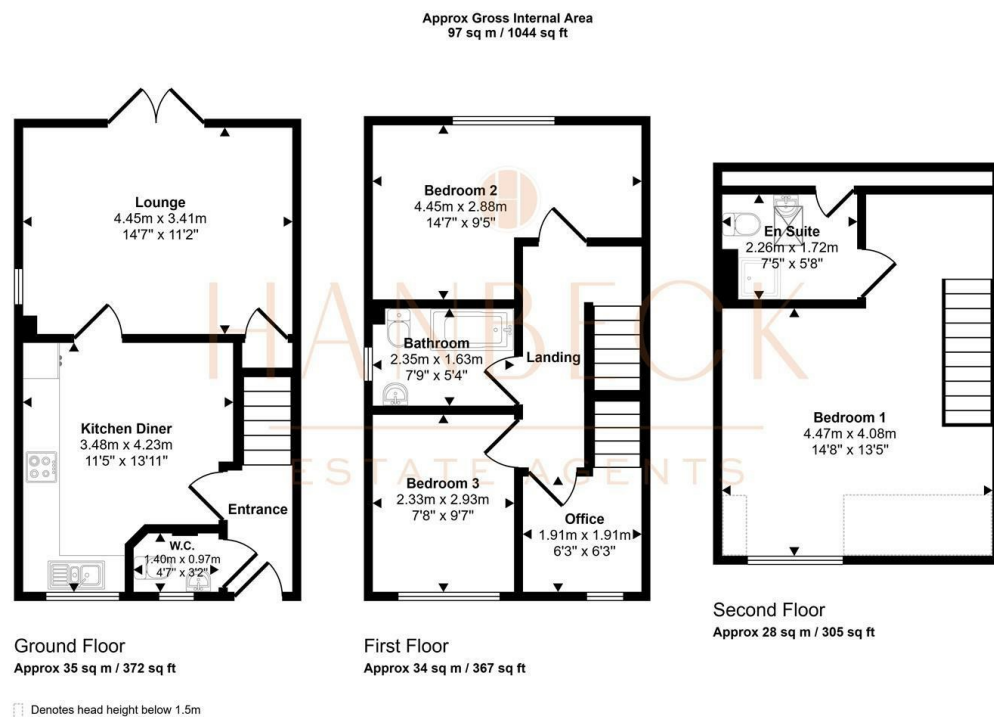 Approx Gross Internal Area
97 sq m / 1044 sq ft
Lounge
4.45m x 3.41m
14'7" x 11'2"
Kitchen Diner
3.48m x 4.23m
11'5" x 13'11"
Entrance
W.C.
1.40m x 0.97m
4'7" x 3'2"
Ground Floor
Approx 35 sq m / 372 sq ft
Denotes head height below 1.5m
Bedroom 2
4.45m x 2.88m
14'7" x 9'5"
Bathroom
2.35m x 1.63m
7'9" x 5'4"
Landing
Bedroom 3
2.33m x 2.93m
7'8" x 9'7"
Office
1.91m x 1.91m
6'3" x 6'3"
First Floor
Approx 34 sq m / 367 sq ft
En Suite
2.26m x 1.72m
7'5" x 5'8"
Bedroom 1
4.47m x 4.08m
14'8" x 13'5"
Second Floor
Approx 28 sq m / 305 sq ft
HANBECK
ESTATE AGENTS